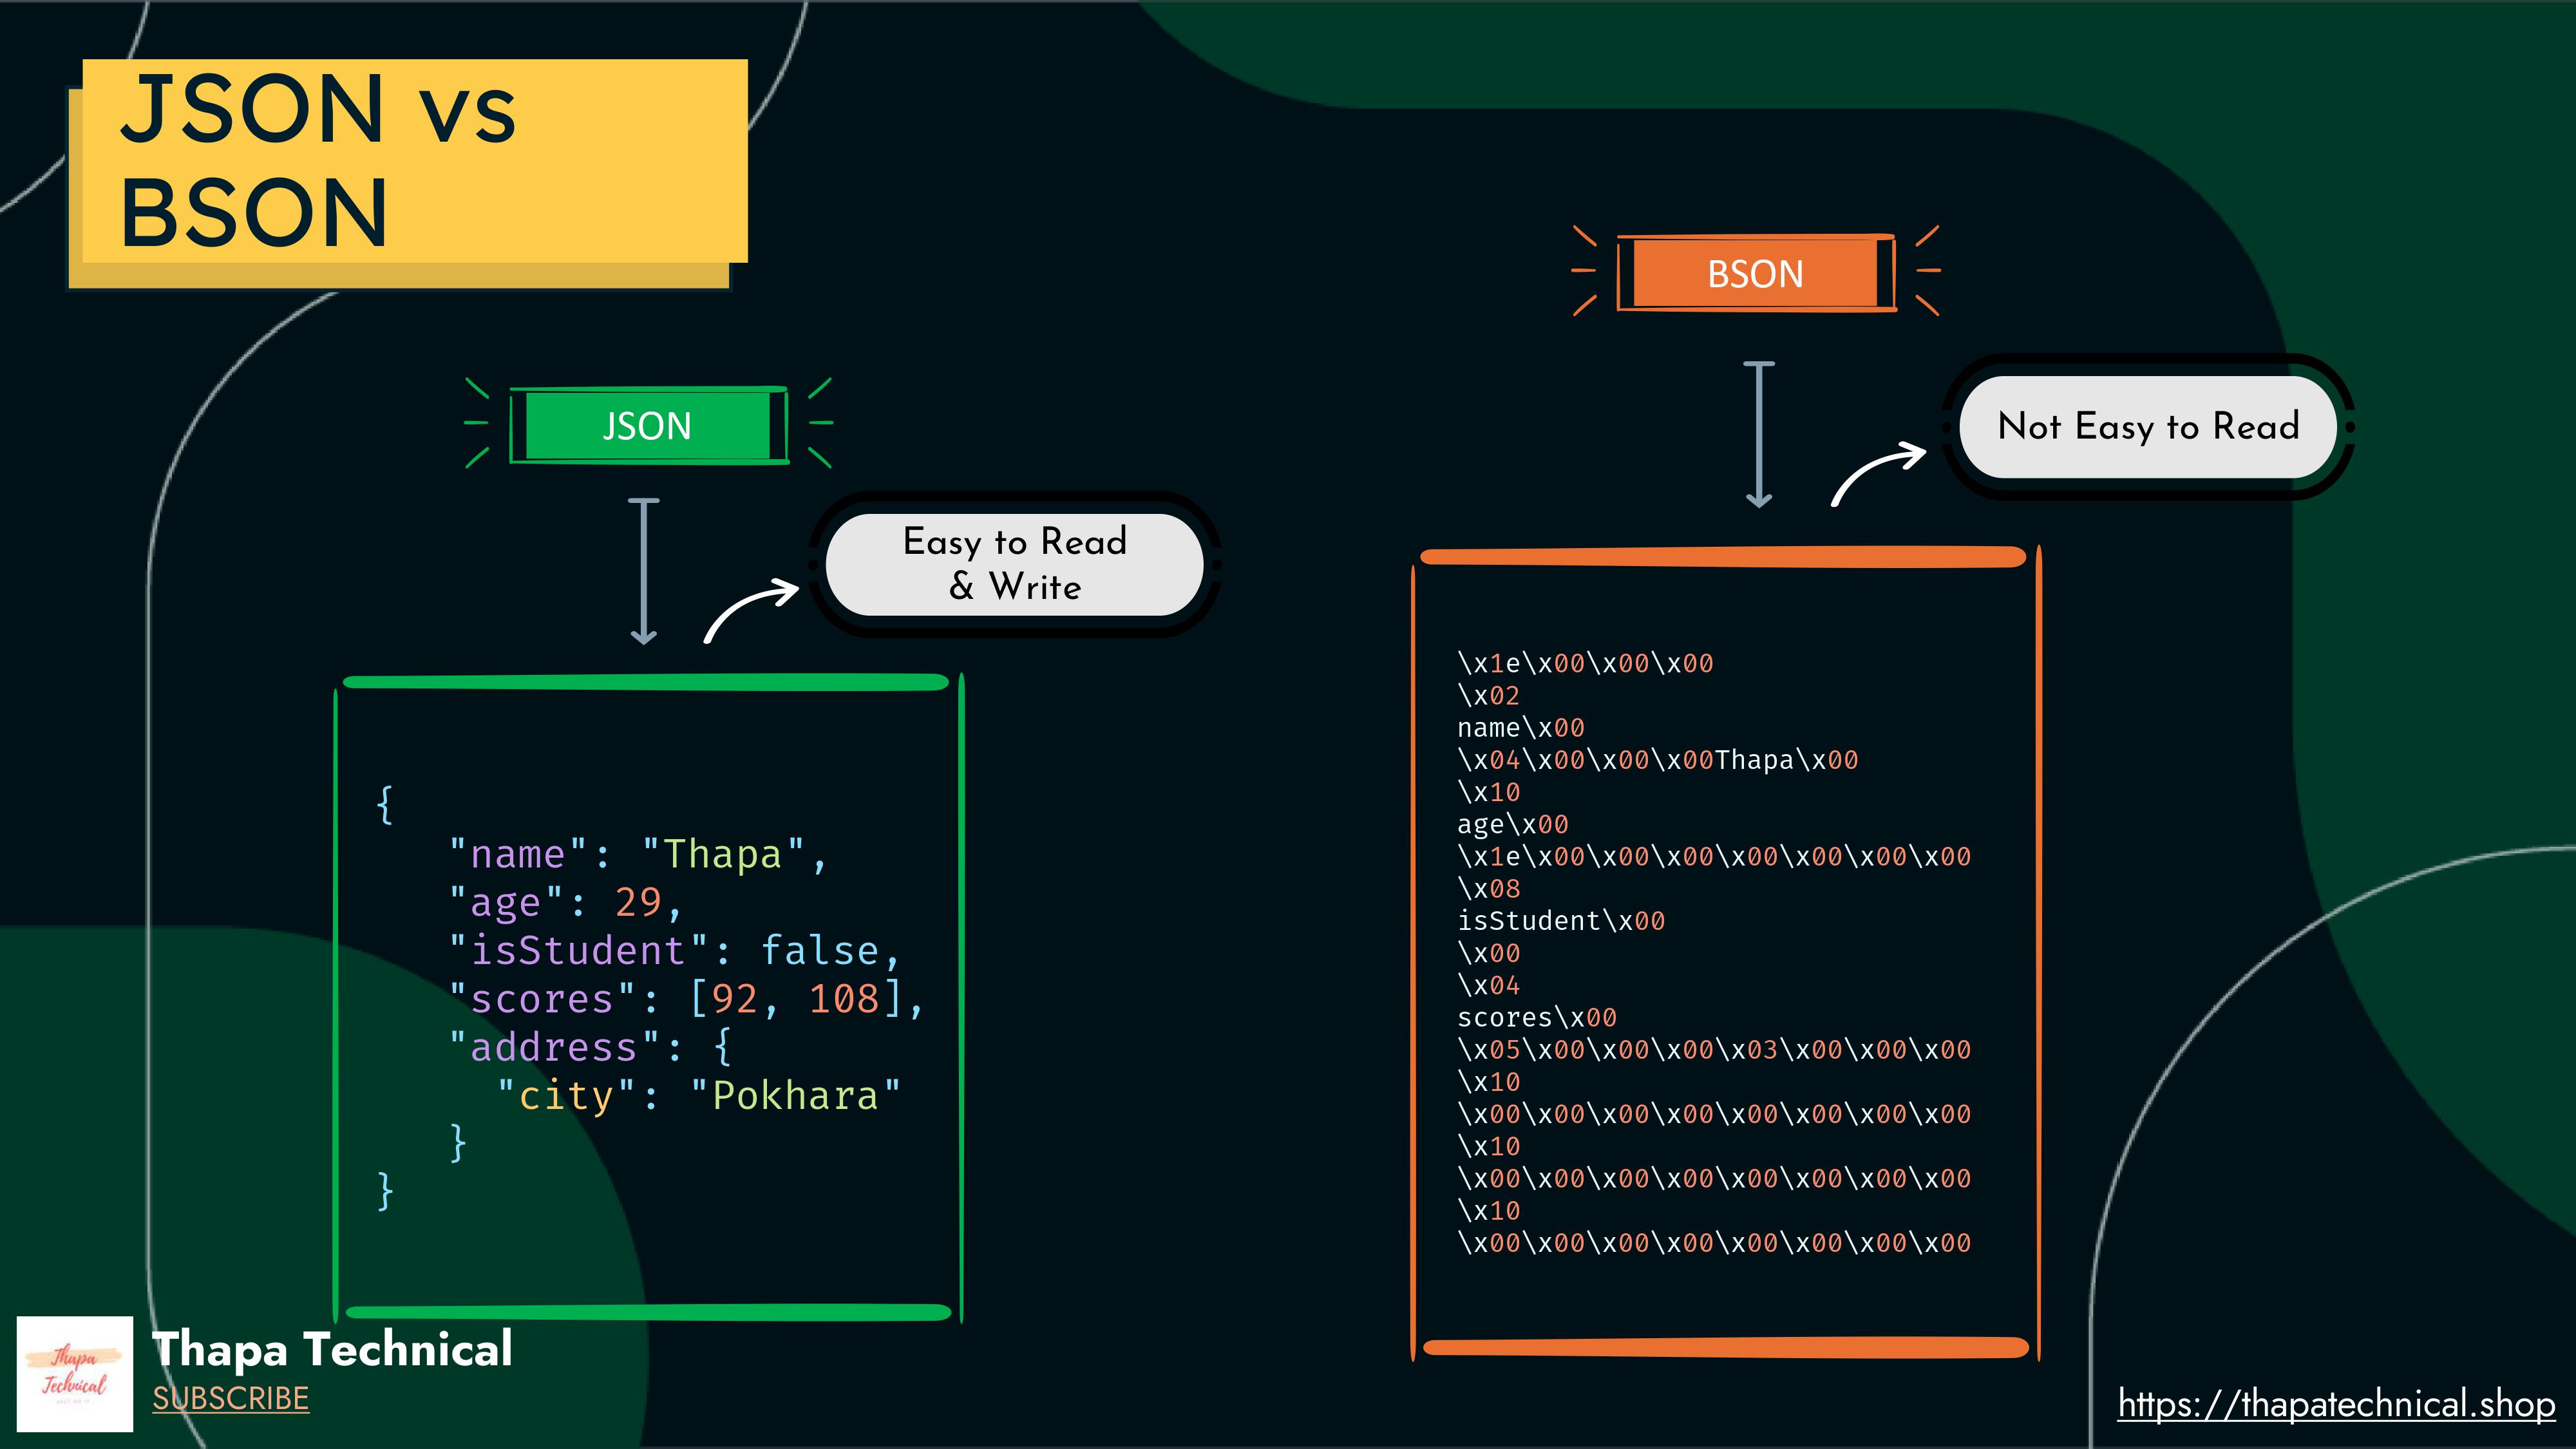 JSON vs
BSON
JSON
Easy to Read
& Write
{
"name": "Thapa",
"age": 29,
"isStudent": false,
"scores": [92, 108],
"address": {
"city": "Pokhara"
}
}
BSON
Not Easy to Read
\x1e\x00\x00\x00
\x02
name\x00
\x04\x00\x00\x00Thapa\x00
\x10
age\x00
\x1e\x00\x00\x00\x00\x00\x00\x00
\x08
isStudent\x00
\x00
\x04
scores\x00
\x05\x00\x00\x00\x03\x00\x00\x00
\x10
\x00\x00\x00\x00\x00\x00\x00\x00
\x10
\x00\x00\x00\x00\x00\x00\x00\x00
\x10
\x00\x00\x00\x00\x00\x00\x00\x00
Thapa
Technical
Thapa Technical
SUBSCRIBE
https://thapatechnical.shop